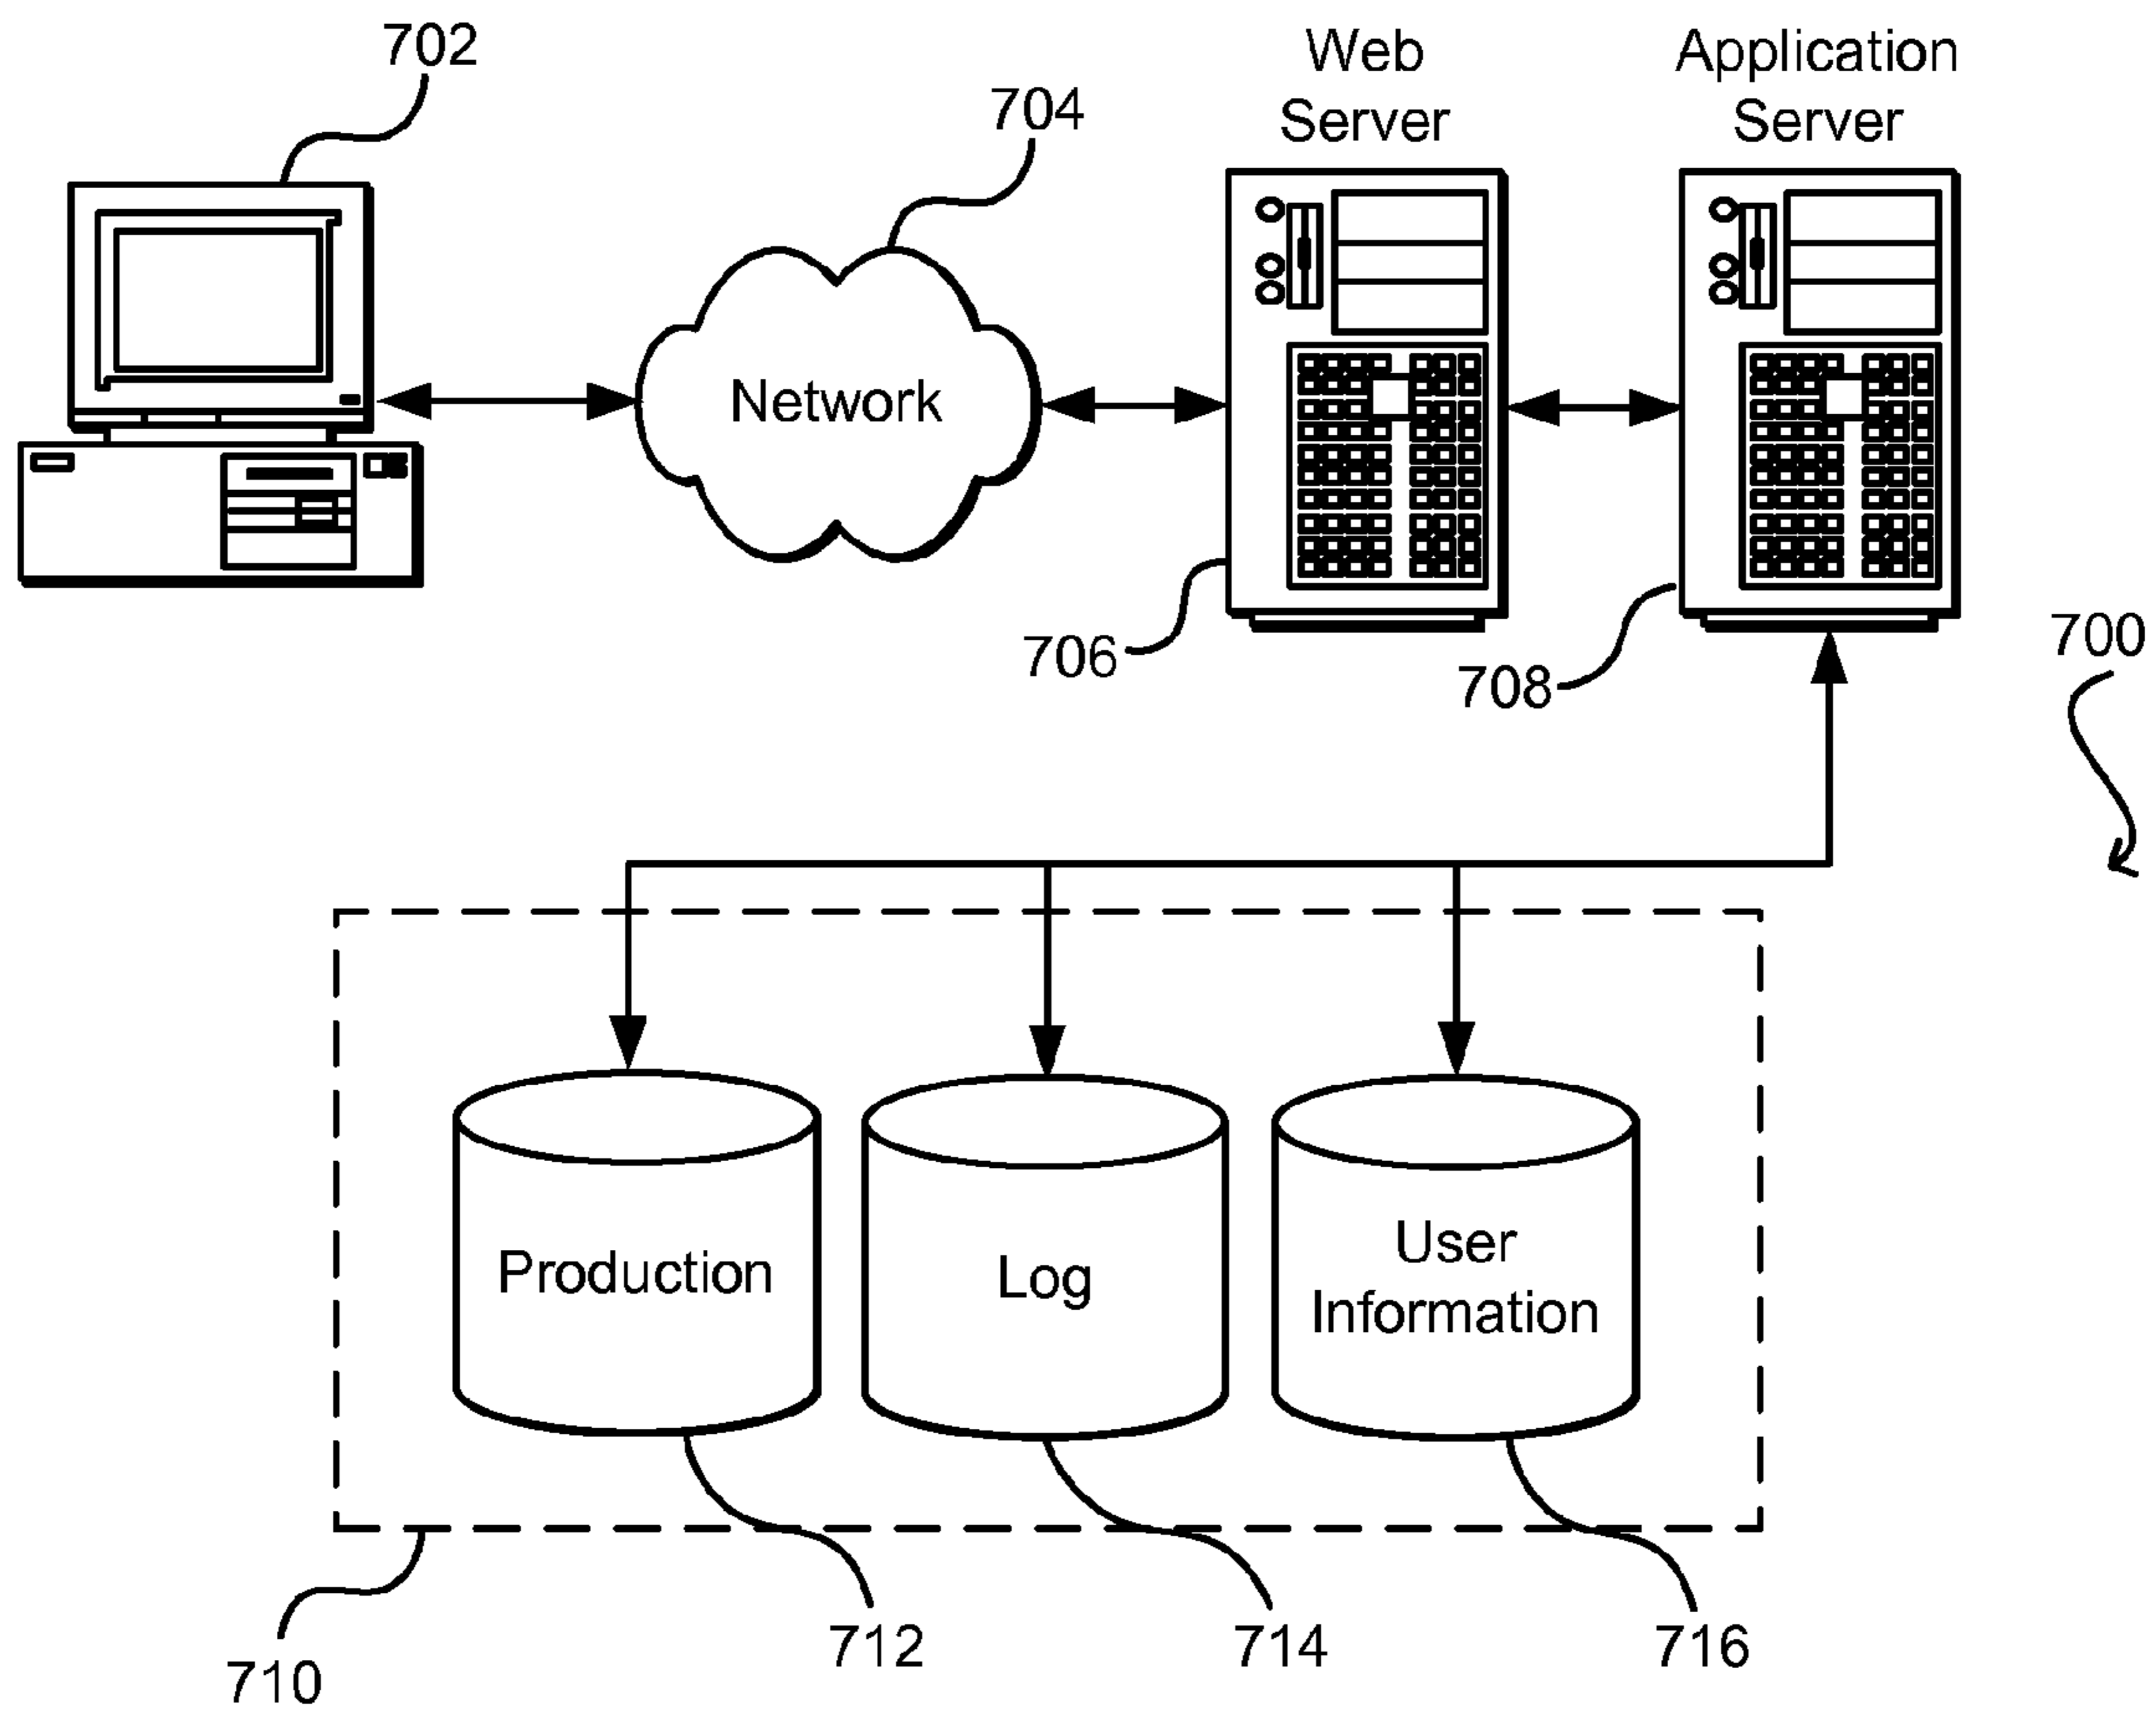 702
704
Web
Server
Application
Server
Network
706
708
700
Production
Log
User
Information
710
712
714
716